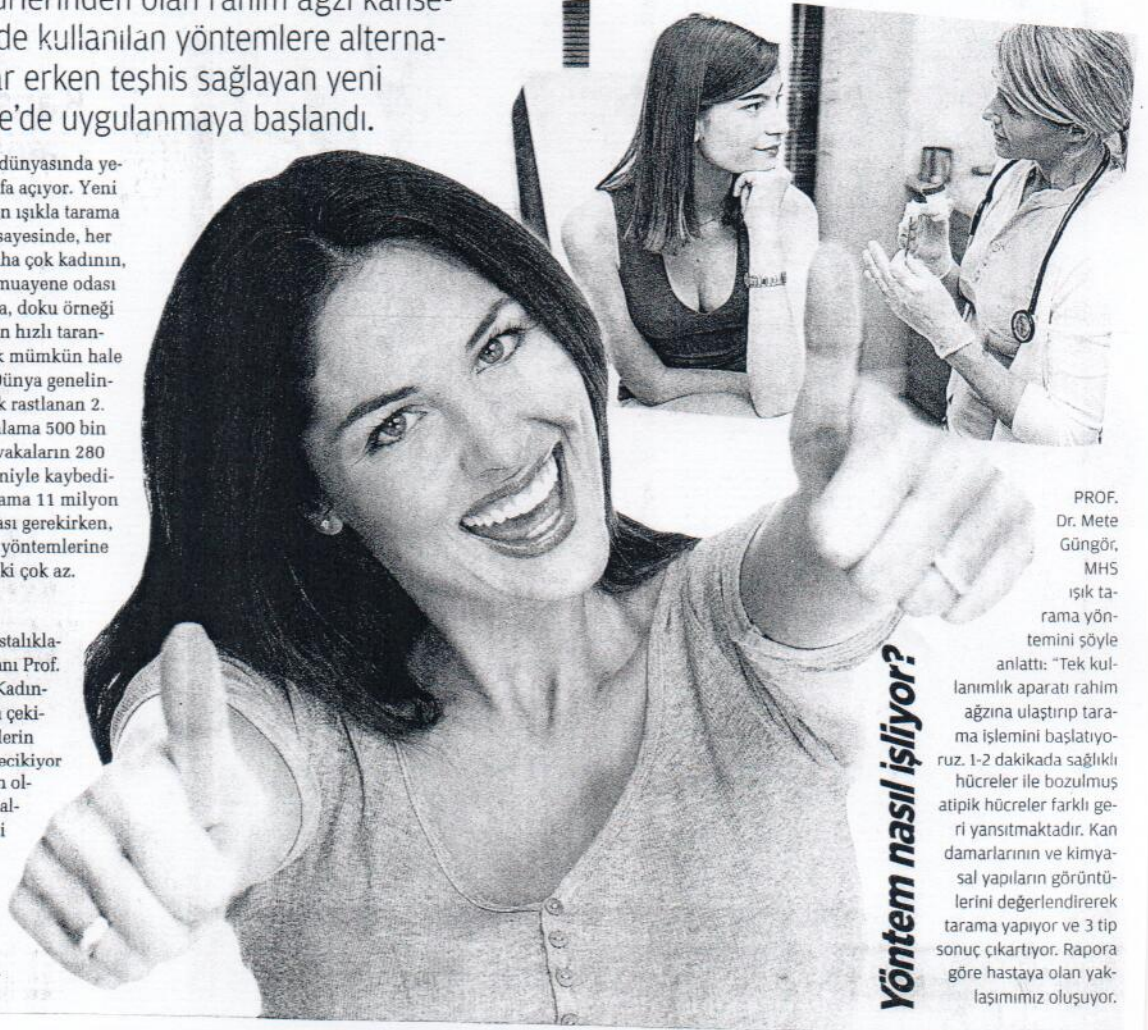 de kullanılan yöntemlere alterna-
erken teşhis sağlayan yeni
e'de uygulanmaya başlandı.
dünyasında ye-
fa açıyor. Yeni
n ışıkla tarama
sayesinde, her
ha çok kadının,
muayene odası
a, doku örneği
n hızlı taran-
k mümkün hale
Dünya genelin-
k rastlanan 2.
lama 500 bin
vakaların 280
niyle kaybedi-
ama 11 milyon
ası gerekirken,
yöntemlerine
ki çok az.
stalıkla-
anı Prof.
Kadın-
çeki-
lerin
ecikiyor
n ol-
al-
i
Yöntem nasıl işliyor?
PROF.
Dr. Mete
Güngör,
MHS
ışık ta-
rama yön-
temini şöyle
anlattı: "Tek kul-
lanımlık aparatı rahim
ağzına ulaştırıp tara-
ma işlemini başlatıyo-
ruz. 1-2 dakikada sağlıklı
hücreler ile bozulmuş
atipik hücreler farklı ge-
ri yansıtmaktadır. Kan
damarlarının ve kimya-
sal yapıların görüntü-
lerini değerlendirerek
tarama yapıyor ve 3 tip
sonuç çıkartıyor. Rapora
göre hastaya olan yak-
laşımımız oluşuyor.